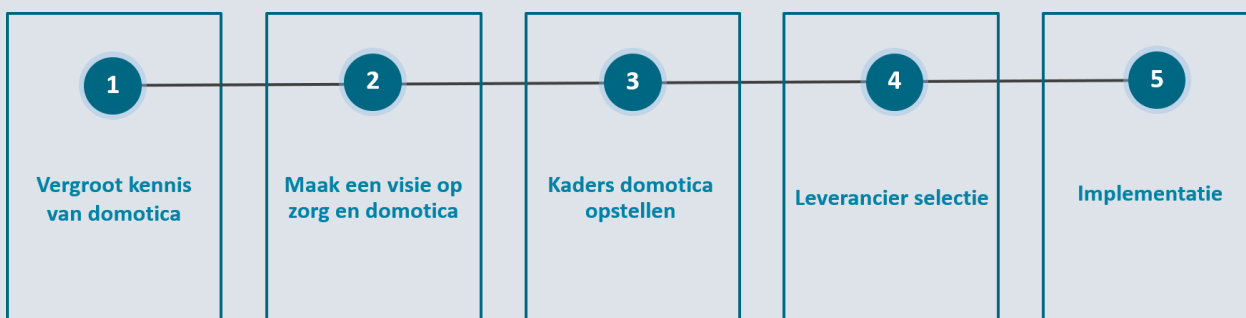 1
2
3
4
5
Vergroot kennis
van domotica
Maak een visie op
zorg en domotica
Kaders domotica
opstellen
Leverancier selectie
Implementatie